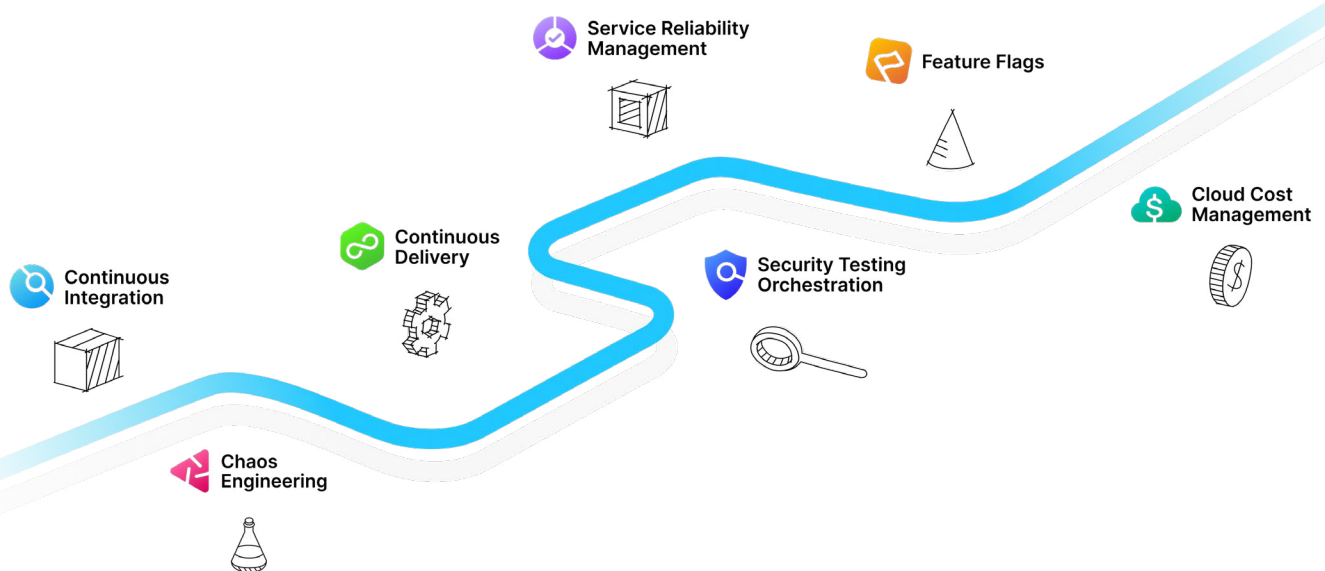 Service Reliability
Management
Feature Flags
Cloud Cost
Management
Continuous
Delivery
Security Testing
Orchestration
Continuous
Integration
Chaos
Engineering